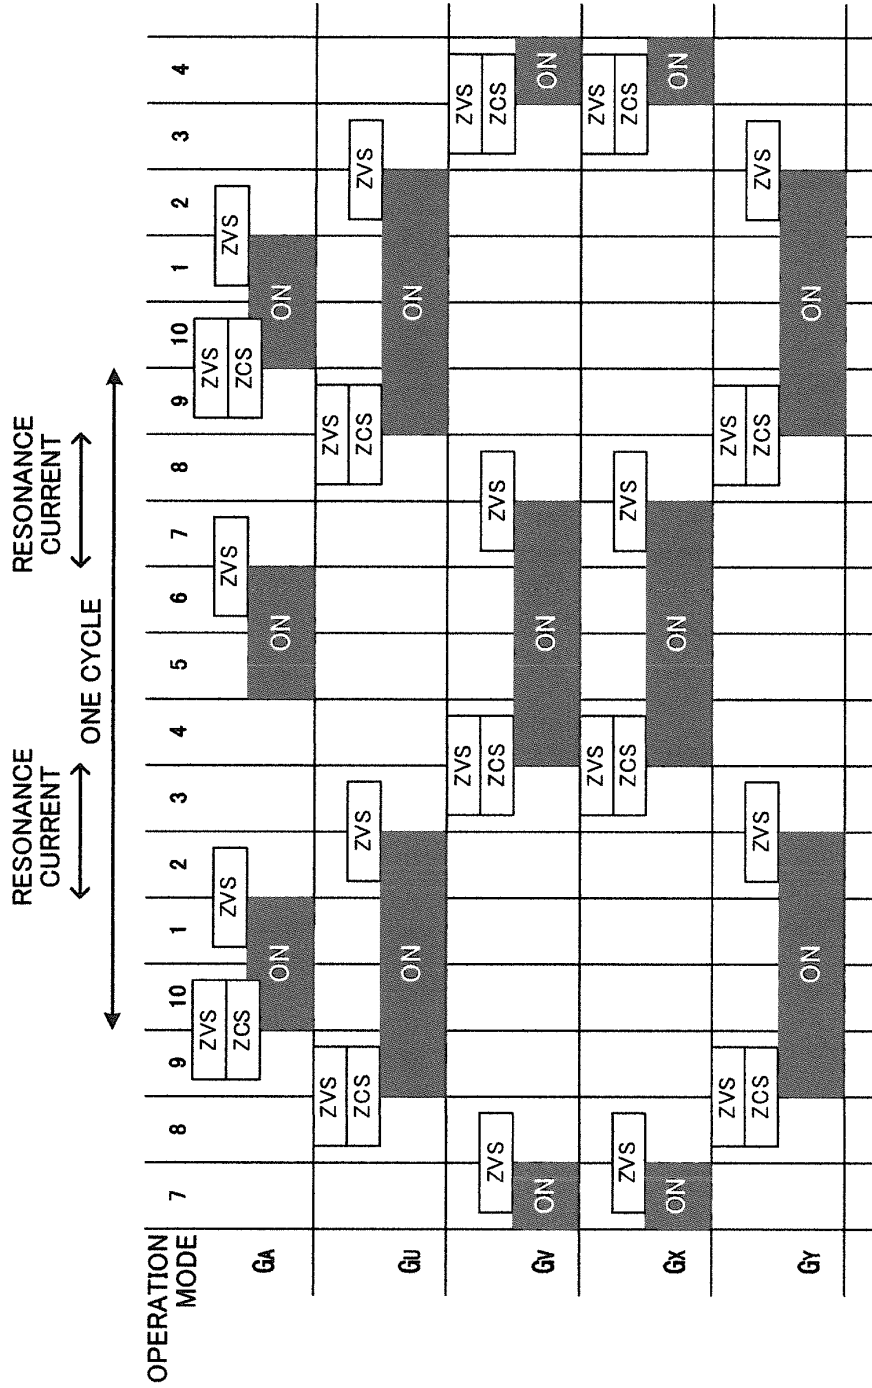 RESONANCE
CURRENT
RESONANCE
CURRENT
ONE CYCLE
OPERATION
MODE
7 8 9 10 1 2 3 4 5 6 7 8 9 10 1 2 3 4
GA
ZVS
ZCS
ON
ZVS
ON
ZVS
ZVS
ZCS
ON
ZVS
GU
ZVS
ZCS
ON
ZVS
ZVS
ZCS
ON
ZVS
GV
ON
ZVS
ZVS
ZCS
ON
ZVS
ZVS
ZCS
ON
GX
ON
ZVS
ZVS
ZCS
ON
ZVS
ZVS
ZCS
ON
GY
ZVS
ZCS
ON
ZVS
ZVS
ZCS
ON
ZVS